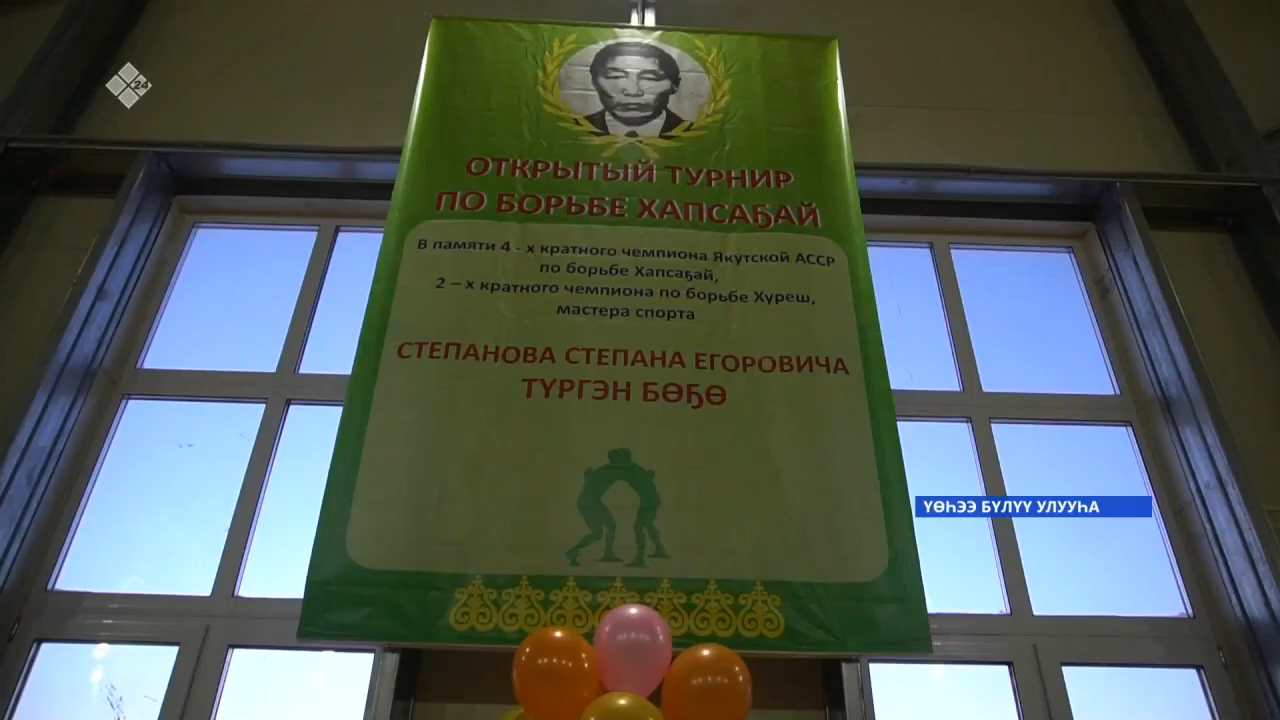 24
ОТКРЫТЫЙ ТУРНИР
ПО БОРЬБЕ ХАПСАҔАЙ
В памяти 4 - х кратного чемпиона Якутской АССР
по борьбе Хапсаҕай,
2 – х кратного чемпиона по борьбе Хуреш,
мастера спорта
СТЕПАНОВА СТЕПАНА ЕГОРОВИЧА
ТҮРГЭН БӨҔӨ
ҮӨҺЭЭ БҮЛҮҮ УЛУУҺА